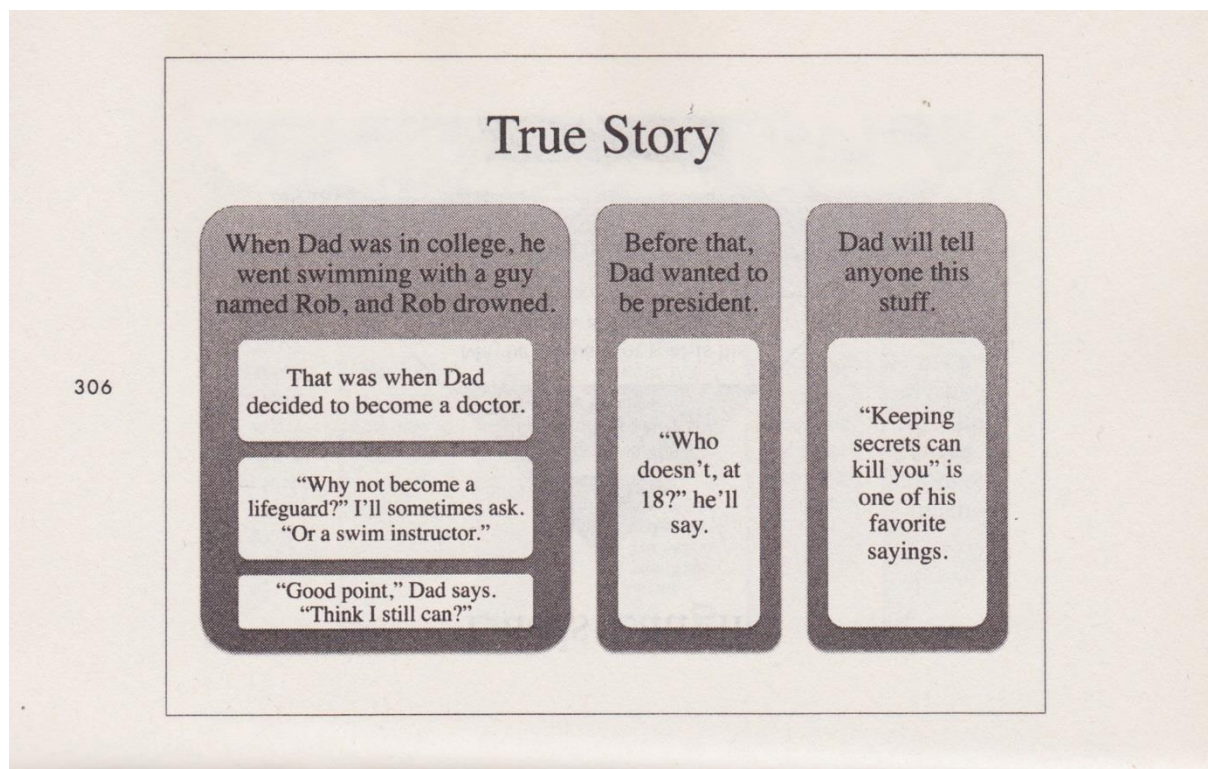 True Story
When Dad was in college, he
went swimming with a guy
named Rob, and Rob drowned.
That was when Dad
decided to become a doctor.
“Why not become a
lifeguard?” I’ll sometimes ask.
“Or a swim instructor.”
“Good point,” Dad says.
“Think I still can?”
Before that,
Dad wanted to
be president.
“Who
doesn’t, at
18?” he’ll
say.
Dad will tell
anyone this
stuff.
“Keeping
secrets can
kill you” is
one of his
favorite
sayings.
306